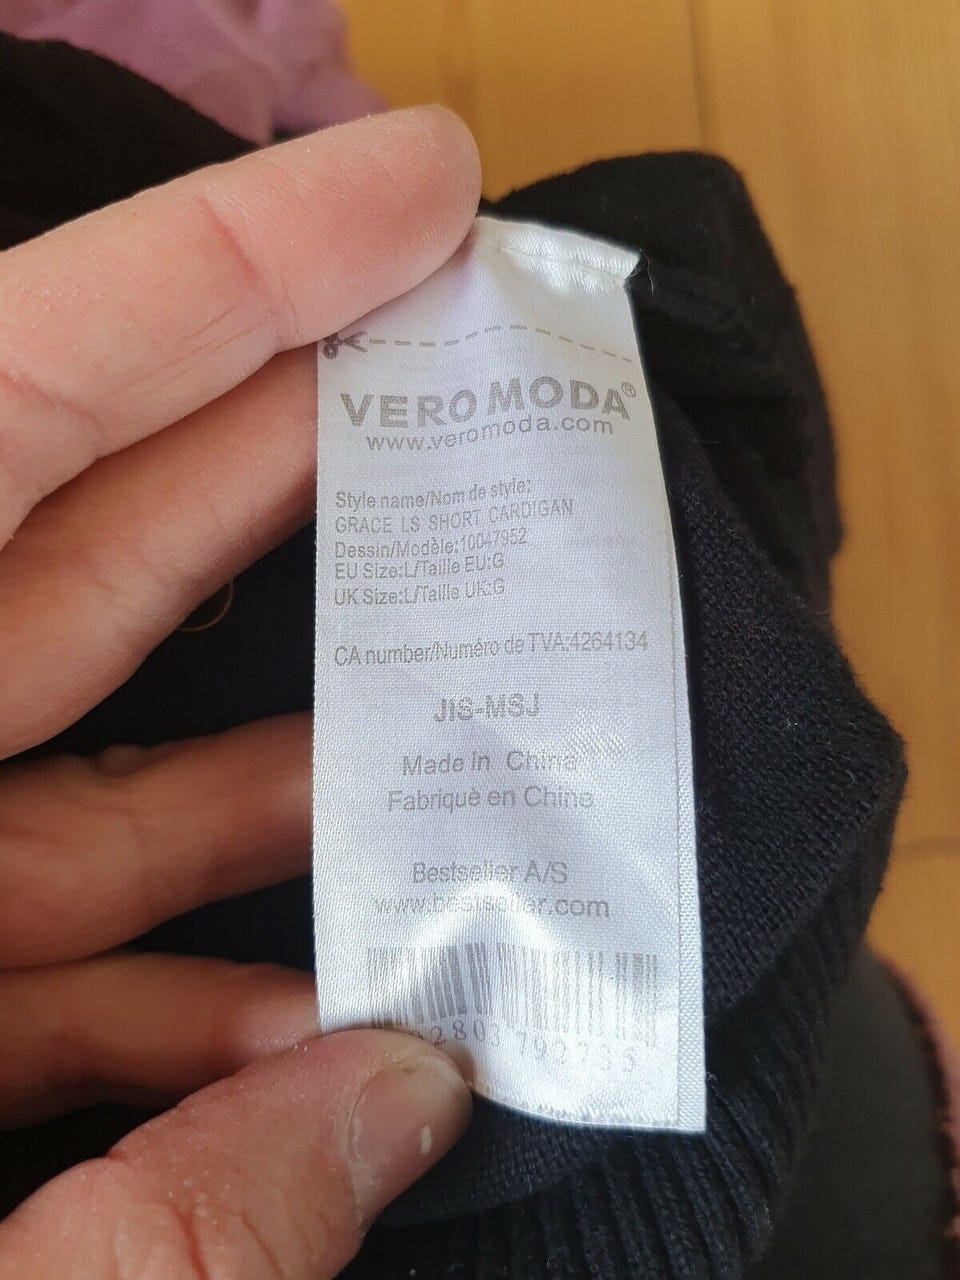 VERO MODA®
www.veromoda.com
Style name/Nom de style:
GRACE LS SHORT CARDIGAN
Dessin/Modèle:10047952
EU Size:L/Taille EU:G
UK Size:L/Taille UK:G
CA number/Numéro de TVA:4264134
JIS-MSJ
Made in China
Fabriqué en Chine
Bestseller A/S
www.bestseller.com
02803 792735